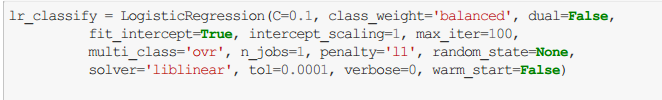 lr_classify = LogisticRegression(C=0.1, class_weight='balanced', dual=False,
fit_intercept=True, intercept_scaling=1, max_iter=100,
multi_class='ovr', n_jobs=1, penalty='l1', random_state=None,
solver='liblinear', tol=0.0001, verbose=0, warm_start=False)